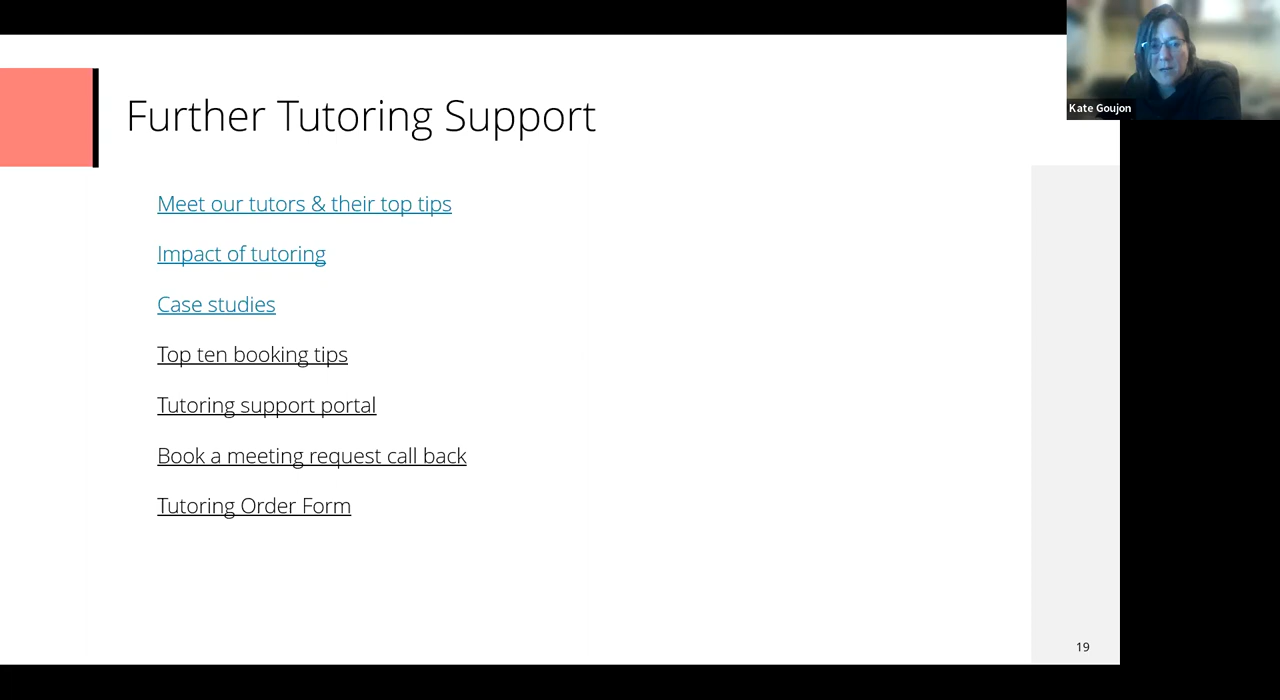 Kate Goujon
Further Tutoring Support
Meet our tutors & their top tips
Impact of tutoring
Case studies
Top ten booking tips
Tutoring support portal
Book a meeting request call back
Tutoring Order Form
19